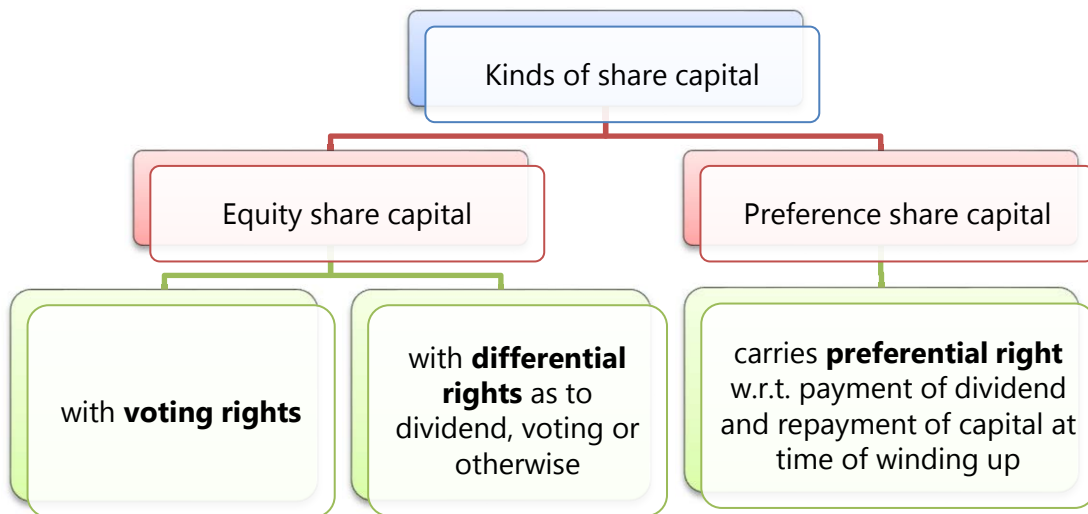 Kinds of share capital
Equity share capital
Preference share capital
with voting rights
with differential
rights as to
dividend, voting or
otherwise
carries preferential right
w.r.t. payment of dividend
and repayment of capital at
time of winding up